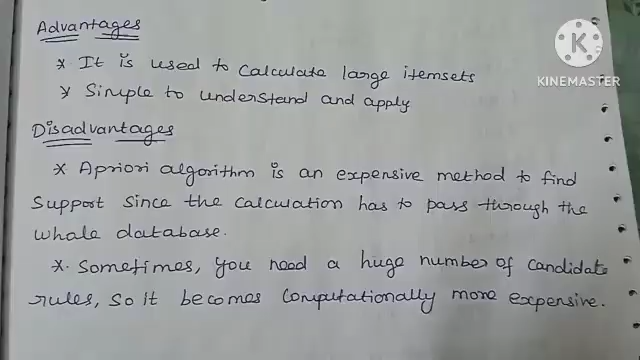 Advantages
* It is used to calculate large itemsets
* Simple to understand and apply
Disadvantages
* Apriori algorithm is an expensive method to find
Support since the calculation has to pass through the
whole database.
* Sometimes, you need a huge number of candidate
rules, so it becomes computationally more expensive.
K
KINEMASTER